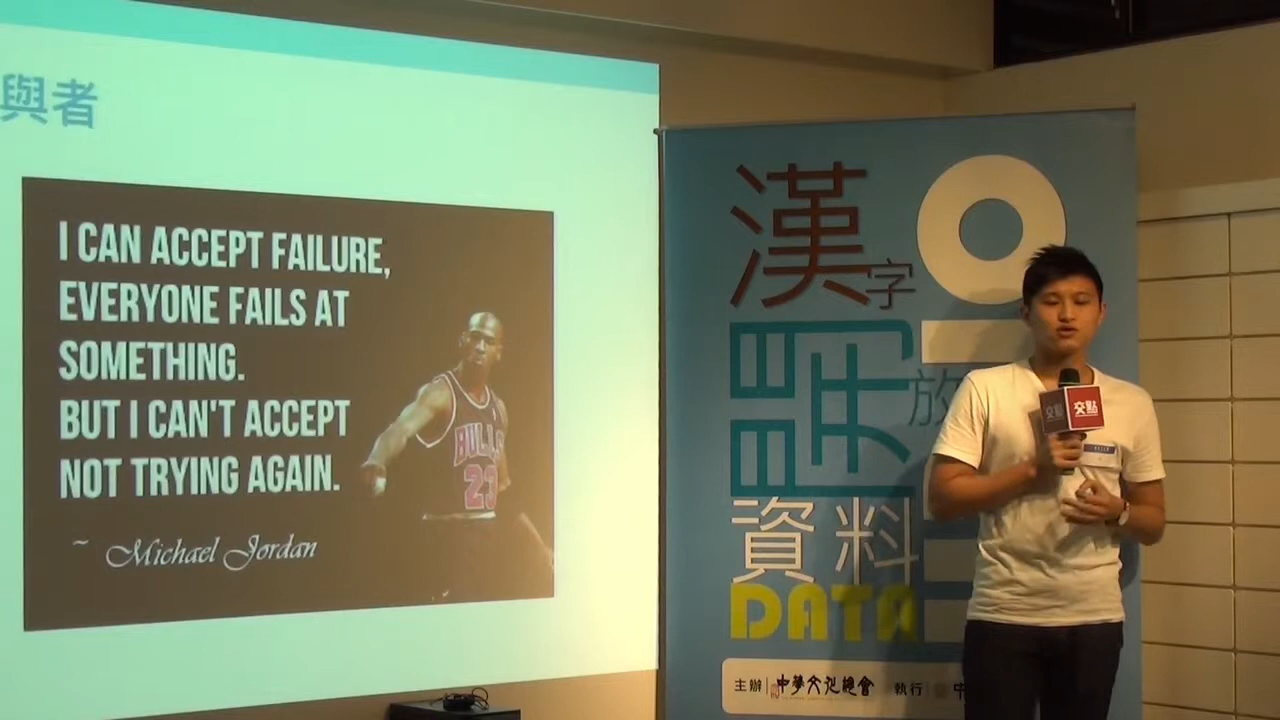 與者
I CAN ACCEPT FAILURE,
EVERYONE FAILS AT
SOMETHING.
BUT I CAN'T ACCEPT
NOT TRYING AGAIN.
~ Michael Jordan
BULLS
23
漢字
開放
資料
DATA
主辦 中華文化總會 執行 中
交點
交點